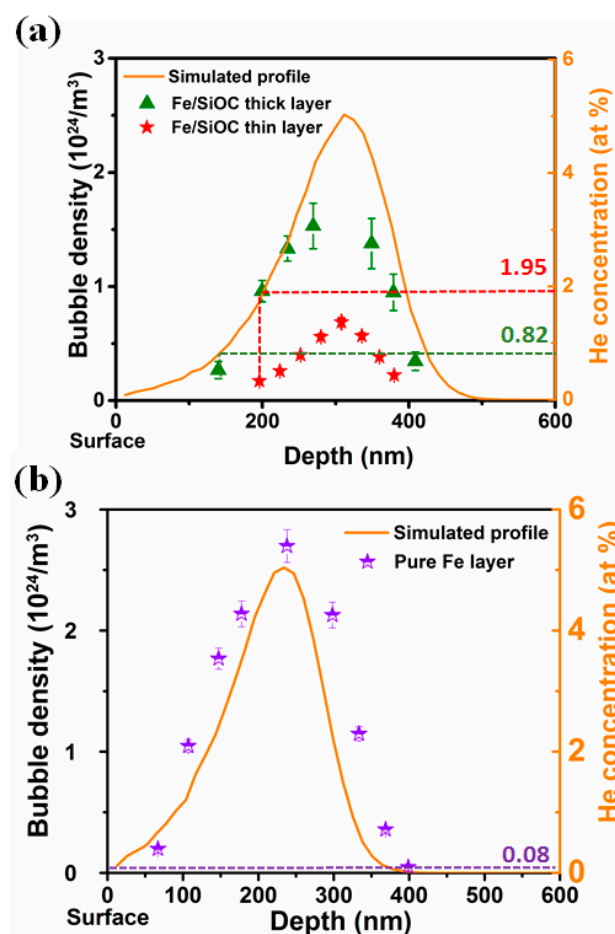 (a)
Bubble density (10²⁴/m³)
3
2
1
0
Simulated profile
Fe/SiOC thick layer
Fe/SiOC thin layer
1.95
0.82
6
4
2
0
He concentration (at %)
0 200 400 600
Surface
Depth (nm)
(b)
Bubble density (10²⁴/m³)
3
2
1
0
Simulated profile
Pure Fe layer
0.08
6
4
2
0
He concentration (at %)
0 100 200 300 400 500 600
Surface
Depth (nm)